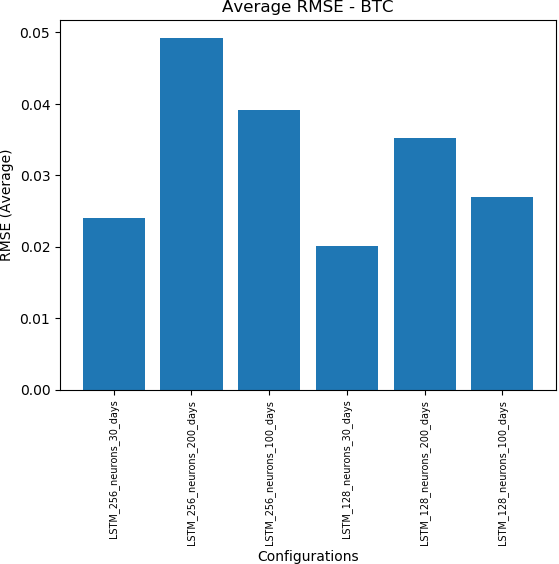 Average RMSE - BTC
RMSE (Average)
0.05
0.04
0.03
0.02
0.01
0.00
LSTM_256_neurons_30_days
LSTM_256_neurons_200_days
LSTM_256_neurons_100_days
LSTM_128_neurons_30_days
LSTM_128_neurons_200_days
LSTM_128_neurons_100_days
Configurations